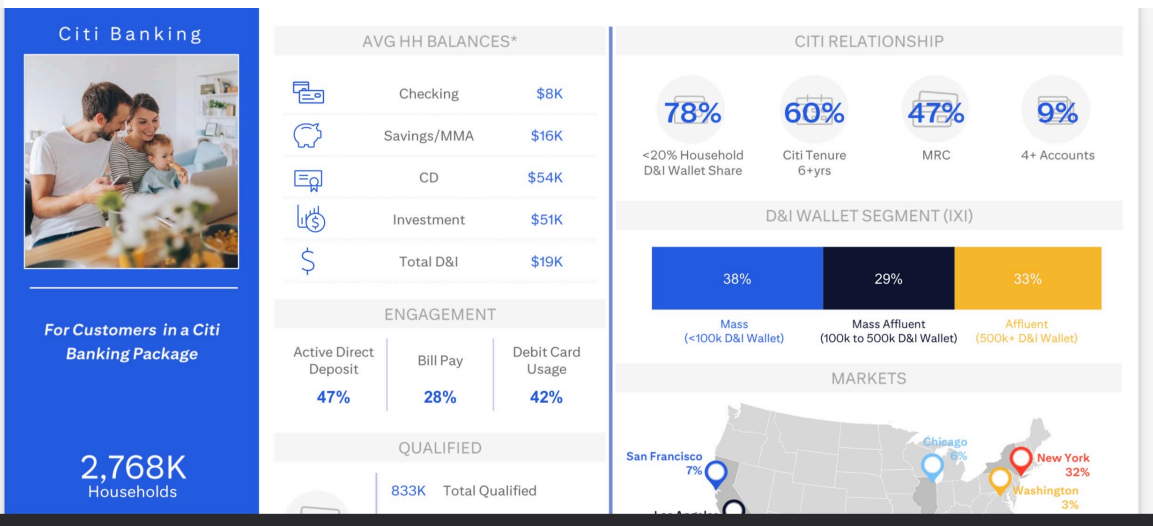 Citi Banking
For Customers in a Citi
Banking Package
2,768K
Households
AVG HH BALANCES*
Checking $8K
Savings/MMA $16K
CD $54K
Investment $51K
Total D&I $19K
ENGAGEMENT
Active Direct
Deposit
47%
Bill Pay
28%
Debit Card
Usage
42%
QUALIFIED
833K Total Qualified
CITI RELATIONSHIP
78%
<20% Household
D&I Wallet Share
60%
Citi Tenure
6+yrs
47%
MRC
9%
4+ Accounts
D&I WALLET SEGMENT (IXI)
38%
29%
33%
Mass
(<100k D&I Wallet)
Mass Affluent
(100k to 500k D&I Wallet)
Affluent
(500k+ D&I Wallet)
MARKETS
San Francisco
7%
Chicago
6%
New York
32%
Washington
3%
Los Angeles